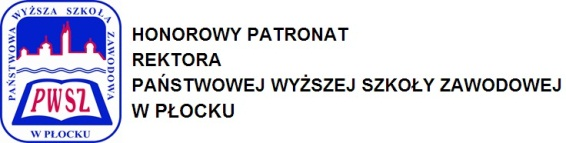 PAŃSTWOWA WYŻSZA SZKOŁA ZAWODOWA
PWSZ
W PŁOCKU
HONOROWY PATRONAT
REKTORA
PAŃSTWOWEJ WYŻSZEJ SZKOŁY ZAWODOWEJ
W PŁOCKU